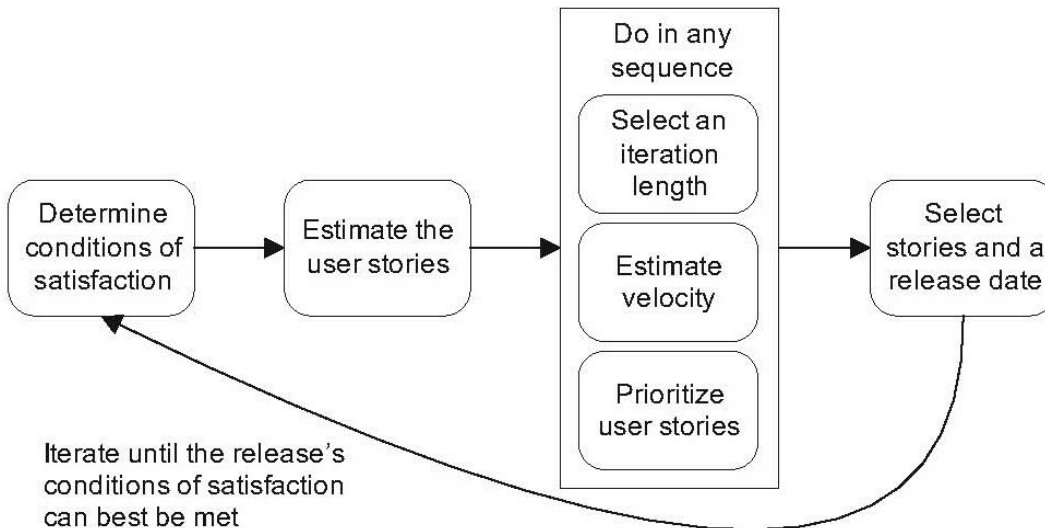 Determine
conditions of
satisfaction
Estimate the
user stories
Do in any
sequence
Select an
iteration
length
Estimate
velocity
Prioritize
user stories
Select
stories and a
release date
Iterate until the release's
conditions of satisfaction
can best be met